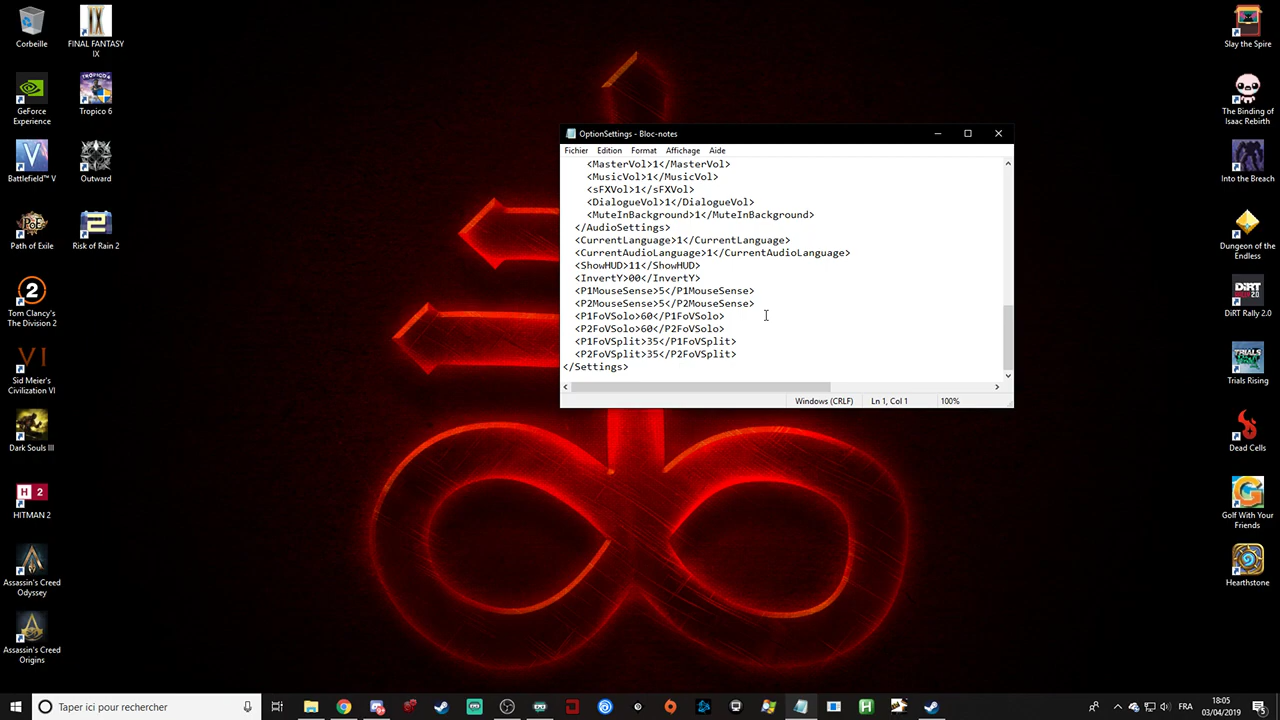 Corbeille
FINAL FANTASY
IX
GeForce
Experience
TROPICO 6
Tropico 6
Battlefield™ V
Outward
Path of Exile
Risk of Rain 2
Tom Clancy's
The Division 2
VI
Sid Meier's
Civilization VI
Dark Souls III
H 2
HITMAN 2
Assassin's Creed
Odyssey
Assassin's Creed
Origins
OptionSettings - Bloc-notes
Fichier Edition Format Affichage Aide
<MasterVol>1</MasterVol>
<MusicVol>1</MusicVol>
<sFXVol>1</sFXVol>
<DialogueVol>1</DialogueVol>
<MuteInBackground>1</MuteInBackground>
</AudioSettings>
<CurrentLanguage>1</CurrentLanguage>
<CurrentAudioLanguage>1</CurrentAudioLanguage>
<ShowHUD>11</ShowHUD>
<InvertY>00</InvertY>
<P1MouseSense>5</P1MouseSense>
<P2MouseSense>5</P2MouseSense>
<P1FoVSolo>60</P1FoVSolo>
<P2FoVSolo>60</P2FoVSolo>
<P1FoVSplit>35</P1FoVSplit>
<P2FoVSplit>35</P2FoVSplit>
</Settings>
Windows (CRLF) Ln 1, Col 1 100%
Slay the Spire
The Binding of
Isaac Rebirth
Into the Breach
Dungeon of the
Endless
DiRT
DiRT Rally 2.0
TRIALS
Trials Rising
Dead Cells
Golf With Your
Friends
Hearthstone
Taper ici pour rechercher
FRA
18:05
03/04/2019